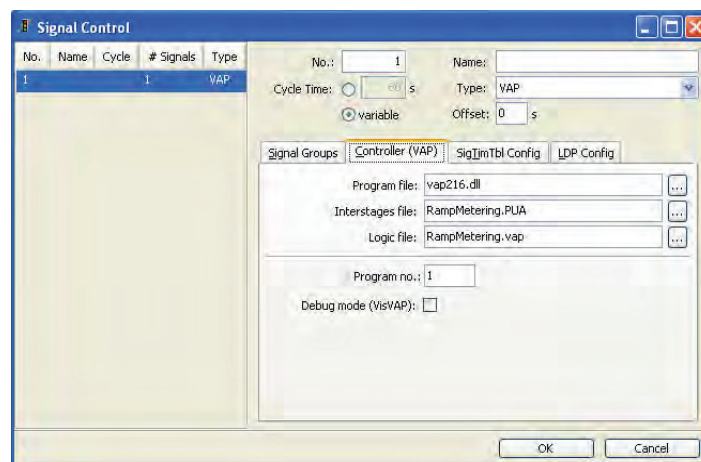 Signal Control
No. Name Cycle # Signals Type
1 1 VAP
No.: 1 Name:
Cycle Time: s Type: VAP
variable Offset: 0 s
Signal Groups Controller (VAP) SigTimTbl Config LDP Config
Program file: vap216.dll ...
Interstages file: RampMetering.PUA ...
Logic file: RampMetering.vap ...
Program no.: 1
Debug mode (VisVAP):
OK Cancel